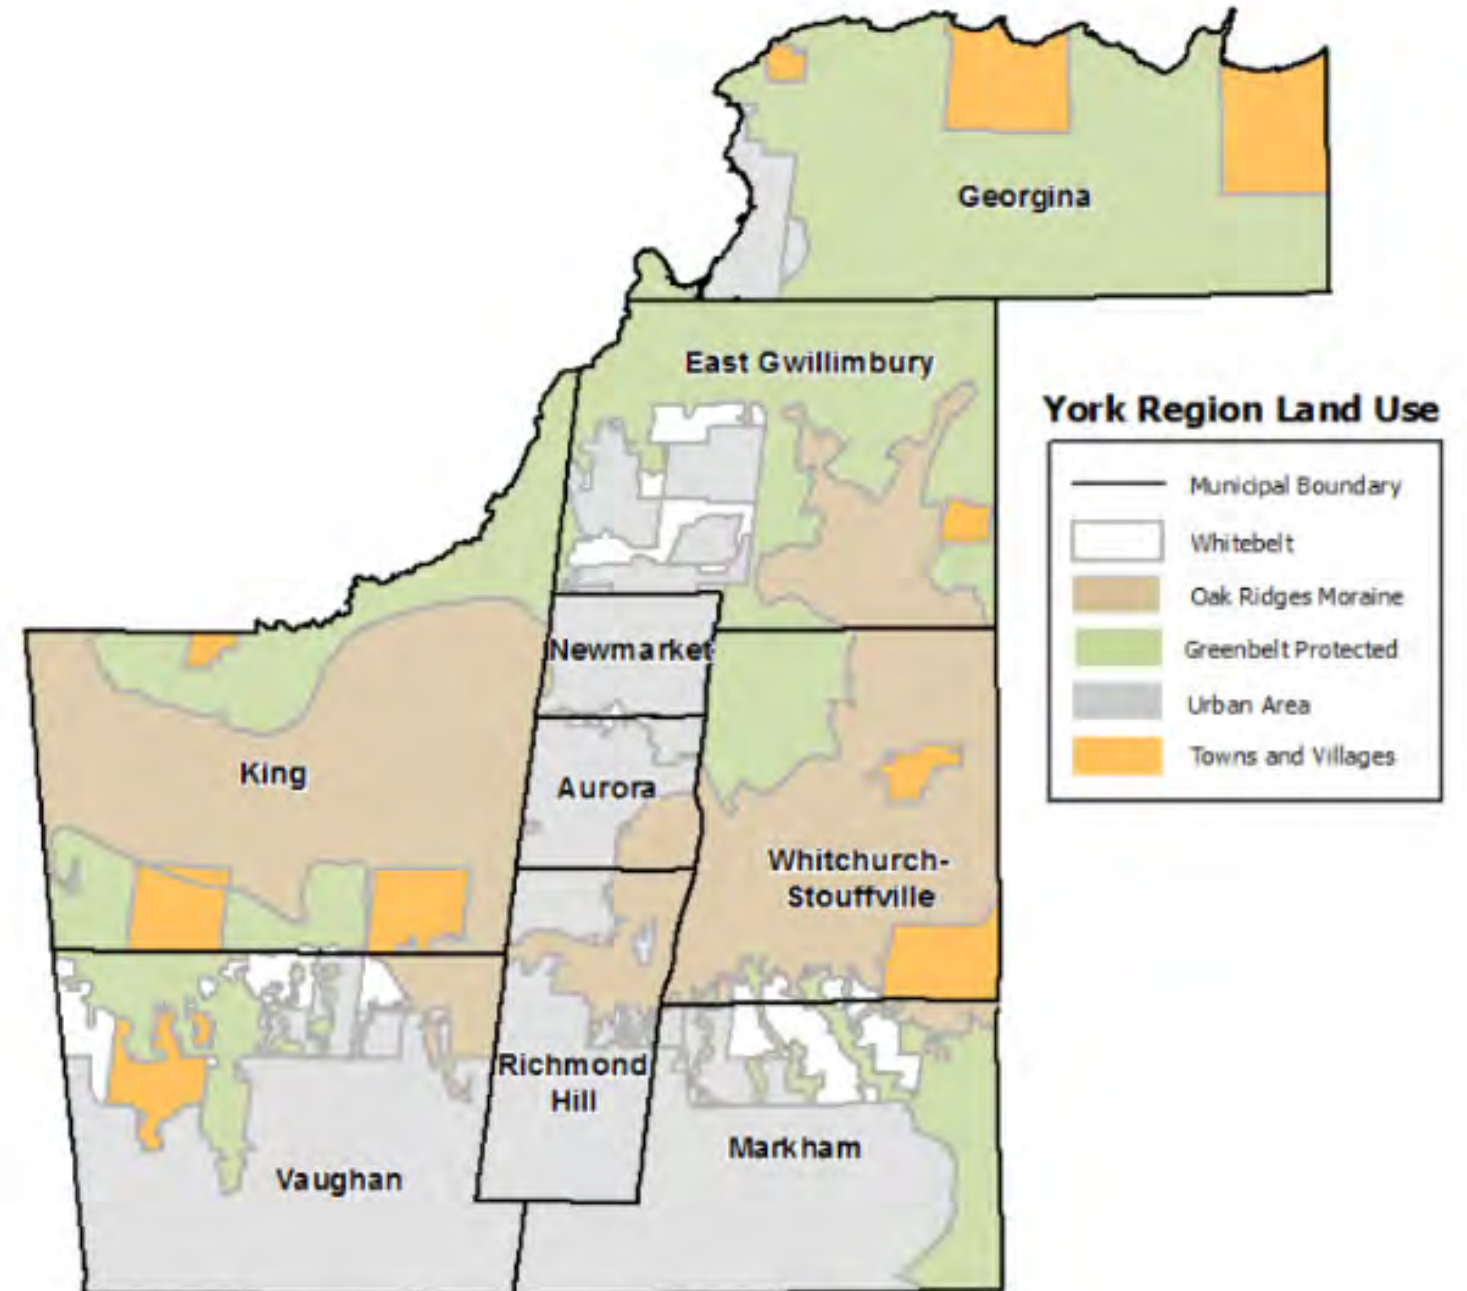 Georgina
East Gwillimbury
York Region Land Use
Municipal Boundary
Whitebelt
Oak Ridges Moraine
Greenbelt Protected
Urban Area
Towns and Villages
Newmarket
King
Aurora
Whitchurch-
Stouffville
Richmond
Hill
Markham
Vaughan